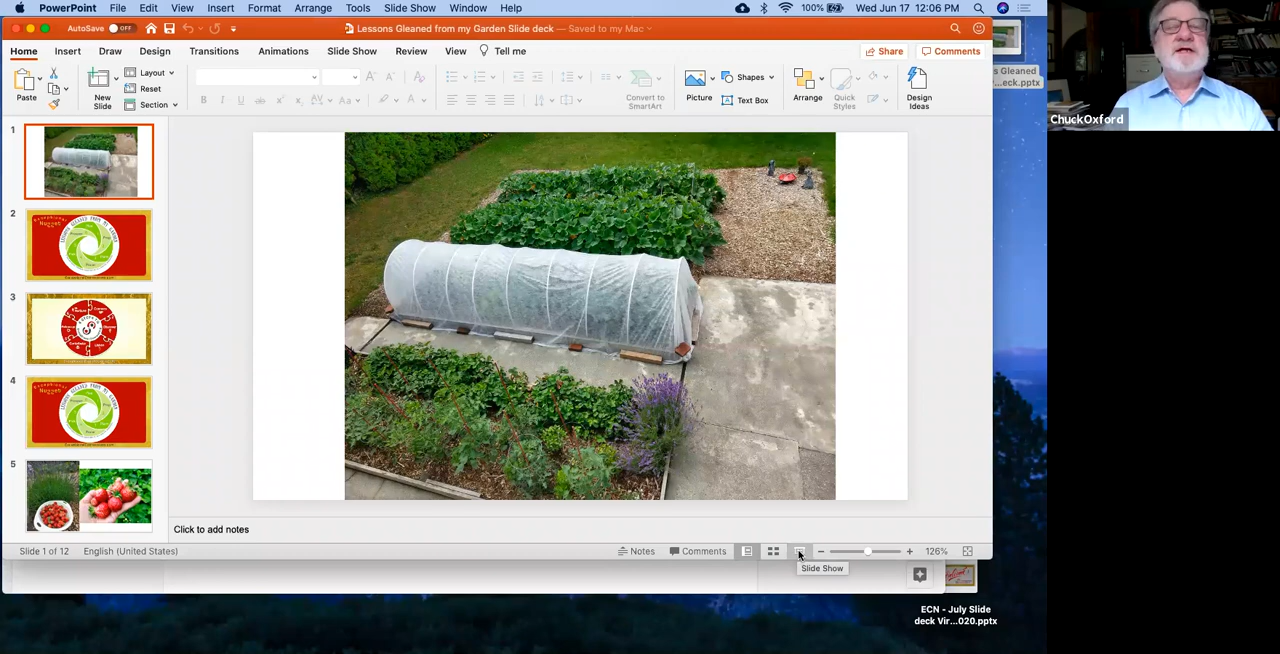 PowerPoint File Edit View Insert Format Tools Arrange Slide Show Window Help 100% Wed Jun 17 12:06 PM
AutoSave OFF Lessons Gleaned from my Garden Slide deck — Saved to my Mac
Home Insert Draw Design Transitions Animations Slide Show Review View Tell me Share Comments
Paste
New Slide
Layout
Reset
Section
B I U ab
Convert to SmartArt
Picture
Shapes
Text Box
Arrange
Quick Styles
Design Ideas
s Gleaned
...eck.pptx
ChuckOxford
1
2
3
4
5
Click to add notes
Slide 1 of 12 English (United States) Notes Comments 126%
Slide Show
ECN - July Slide
deck Vir...020.pptx